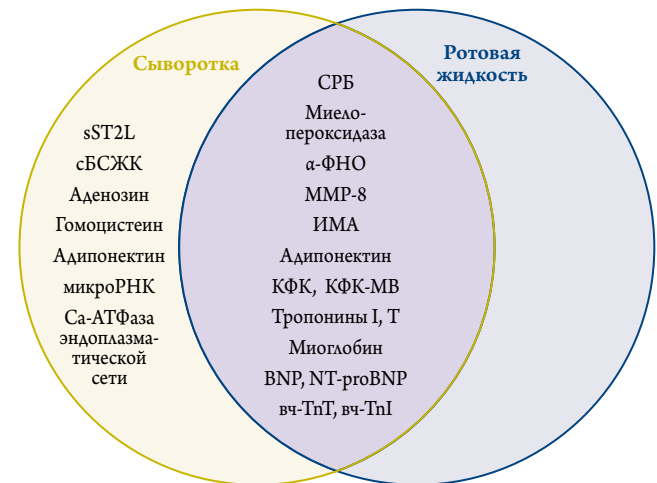 Сыворотка
Ротовая
жидкость
sST2L
сБСЖК
Аденозин
Гомоцистеин
Адипонектин
микроРНК
Са-АТФаза
эндоплазма-
тической
сети
СРБ
Миело-
пероксидаза
α-ФНО
ММР-8
ИМА
Адипонектин
КФК, КФК-МВ
Тропонины I, T
Миоглобин
BNP, NT-proBNP
вч-TnT, вч-TnI